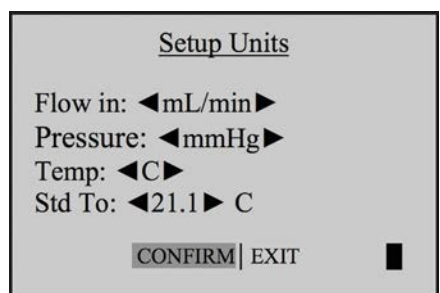 Setup Units
Flow in: ◄mL/min►
Pressure: ◄mmHg►
Temp: ◄C►
Std To: ◄21.1► C
CONFIRM| EXIT